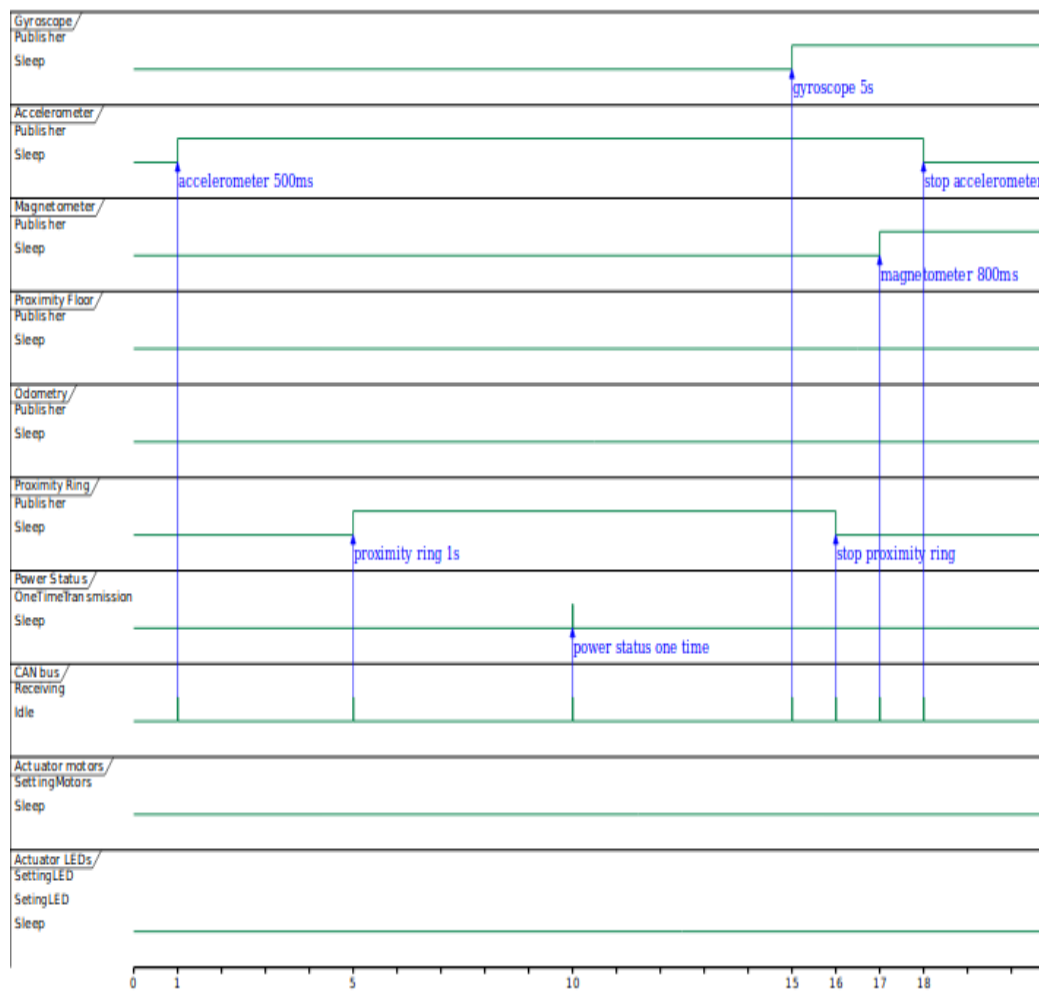 Gyroscope
Publisher
Sleep
gyroscope 5s
Accelerometer
Publisher
Sleep
accelerometer 500ms
stop accelerometer
Magnetometer
Publisher
Sleep
magnetometer 800ms
Proximity Floor
Publisher
Sleep
Odometry
Publisher
Sleep
Proximity Ring
Publisher
Sleep
proximity ring 1s
stop proximity ring
Power Status
OneTimeTransmission
Sleep
power status one time
CAN bus
Receiving
Idle
Actuator motors
SettingMotors
Sleep
Actuator LEDs
SettingLED
SetingLED
Sleep
0 1 5 10 15 16 17 18